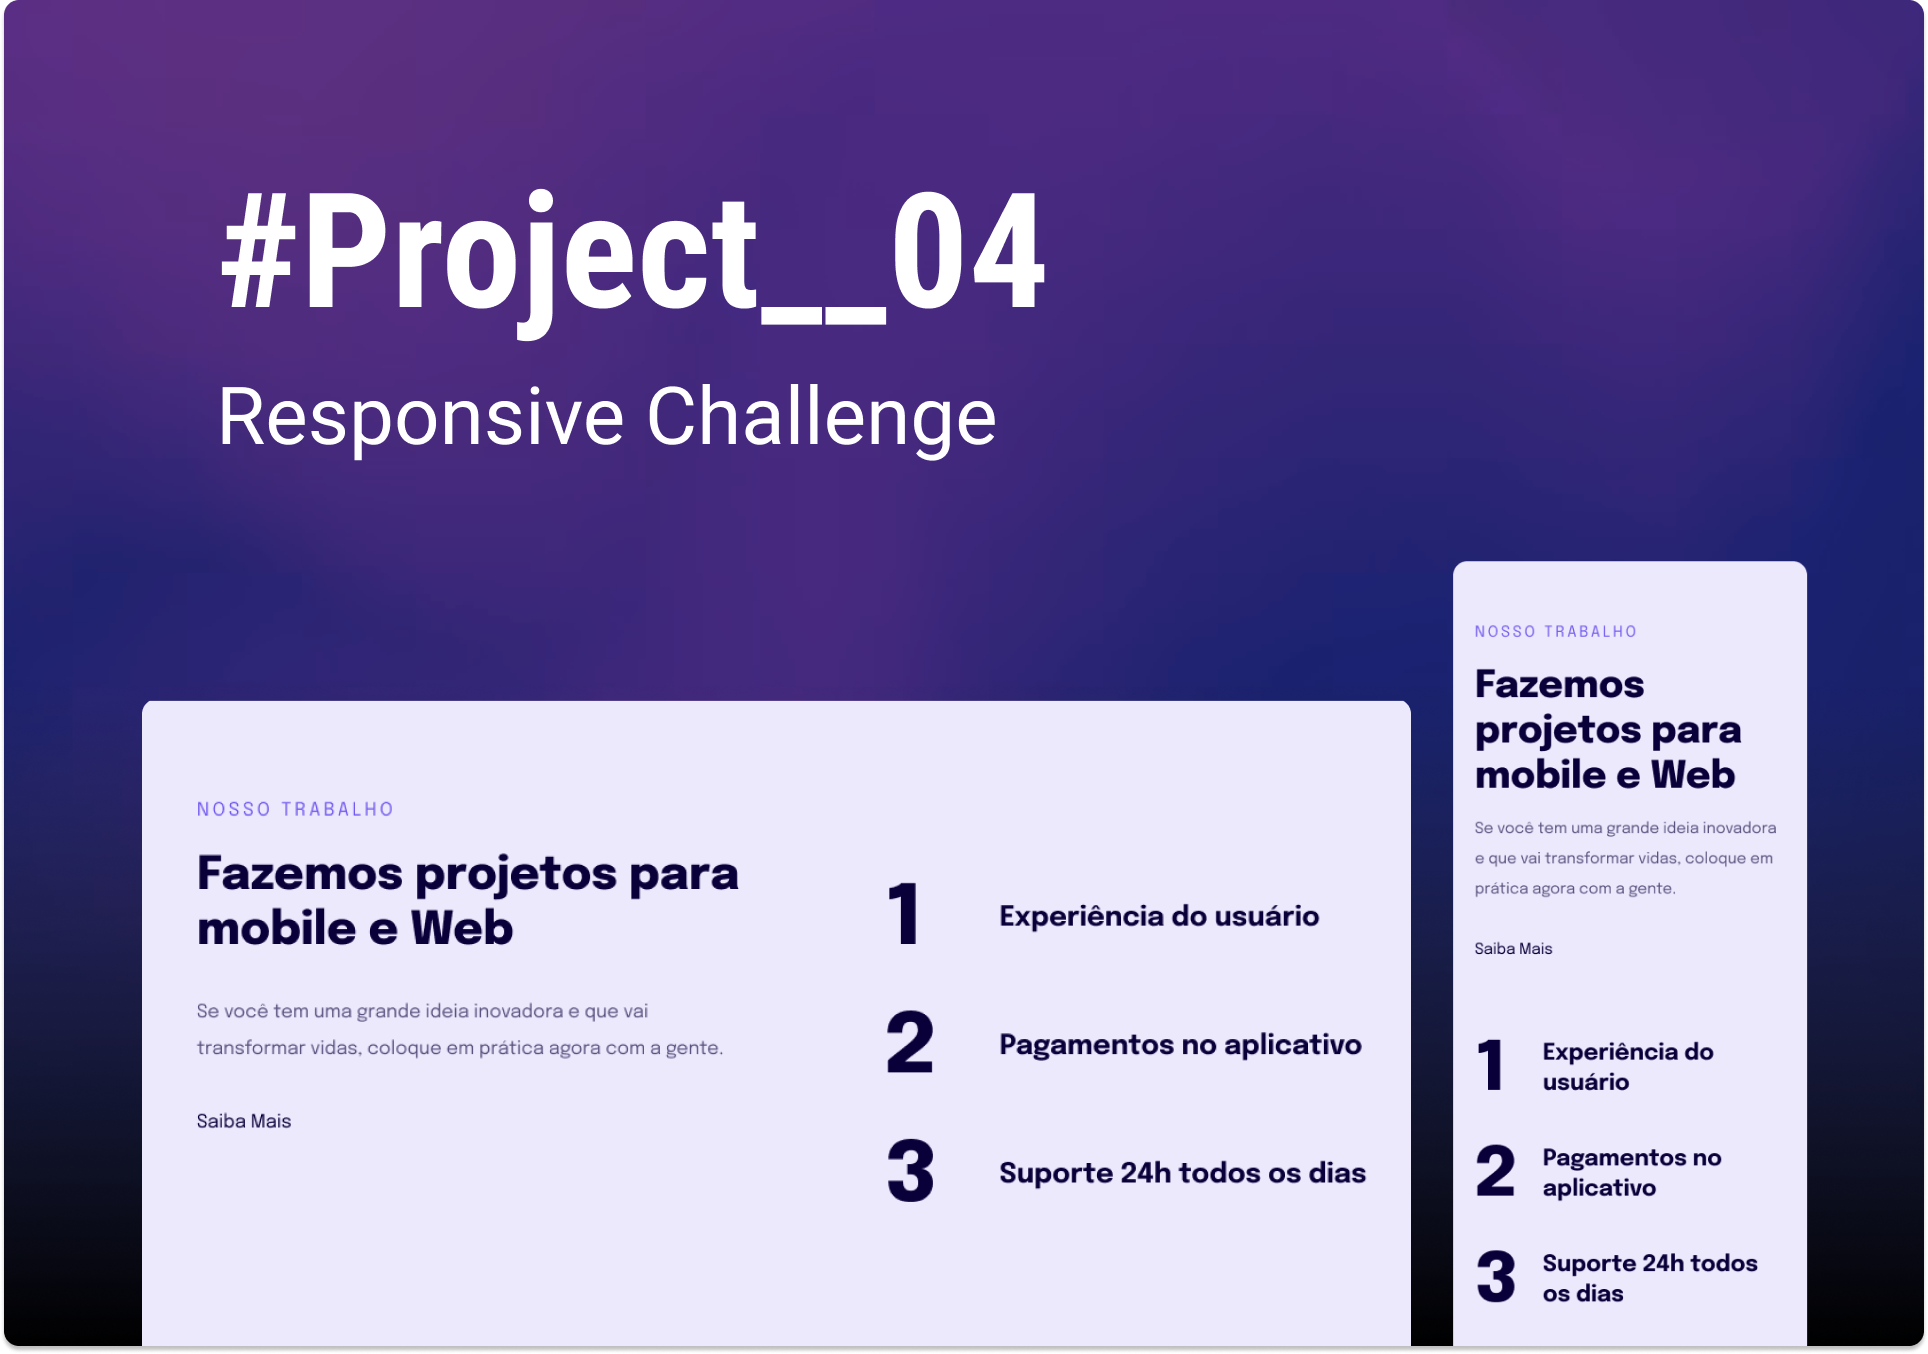 #Project__04
Responsive Challenge
NOSSO TRABALHO
Fazemos projetos para
mobile e Web
Se você tem uma grande ideia inovadora e que vai
transformar vidas, coloque em prática agora com a gente.
Saiba Mais
1 Experiência do usuário
2 Pagamentos no aplicativo
3 Suporte 24h todos os dias
NOSSO TRABALHO
Fazemos
projetos para
mobile e Web
Se você tem uma grande ideia inovadora
e que vai transformar vidas, coloque em
prática agora com a gente.
Saiba Mais
1 Experiência do
usuário
2 Pagamentos no
aplicativo
3 Suporte 24h todos
os dias